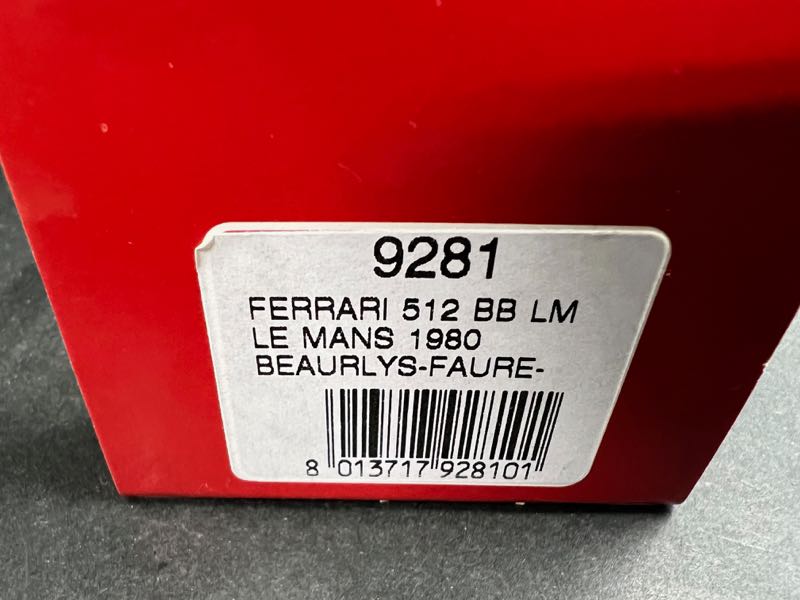 9281
FERRARI 512 BB LM
LE MANS 1980
BEAURLYS-FAURE-
8 013717 928101